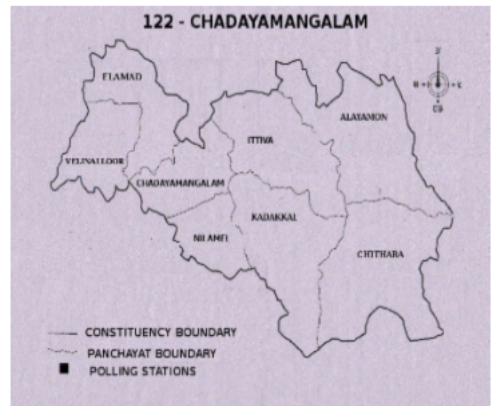 122 - CHADAYAMANGALAM
ELAMAD
ALAYAMON
ITTIVA
VELINALLOOR
CHADAYAMANGALAM
KADAKKAL
NILAMEL
CHITHARA
CONSTITUENCY BOUNDARY
PANCHAYAT BOUNDARY
POLLING STATIONS